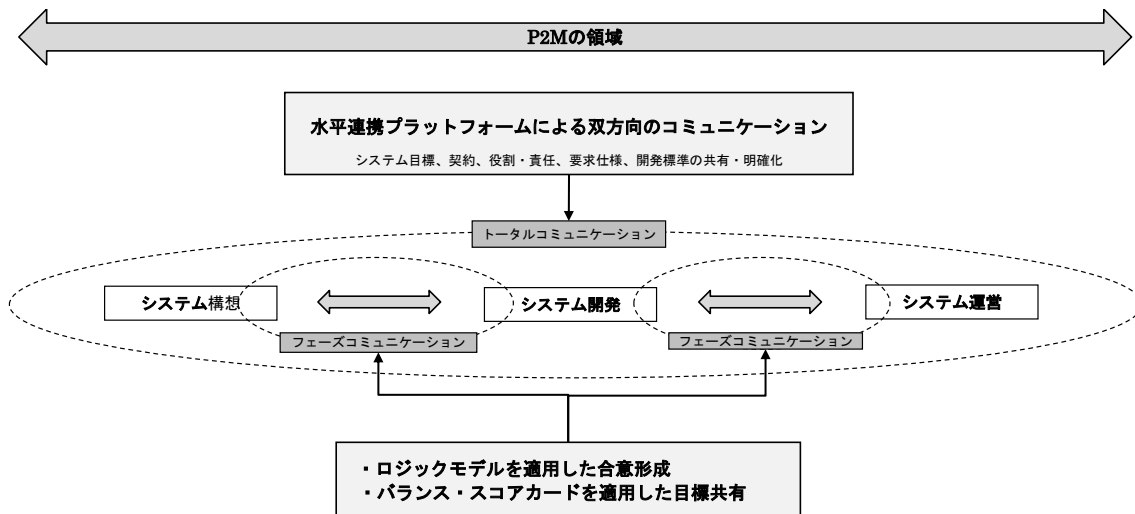 P2Mの領域
水平連携プラットフォームによる双方向のコミュニケーション
システム目標、契約、役割・責任、要求仕様、開発標準の共有・明確化
トータルコミュニケーション
システム構想
システム開発
システム運営
フェーズコミュニケーション
フェーズコミュニケーション
・ロジックモデルを適用した合意形成
・バランス・スコアカードを適用した目標共有